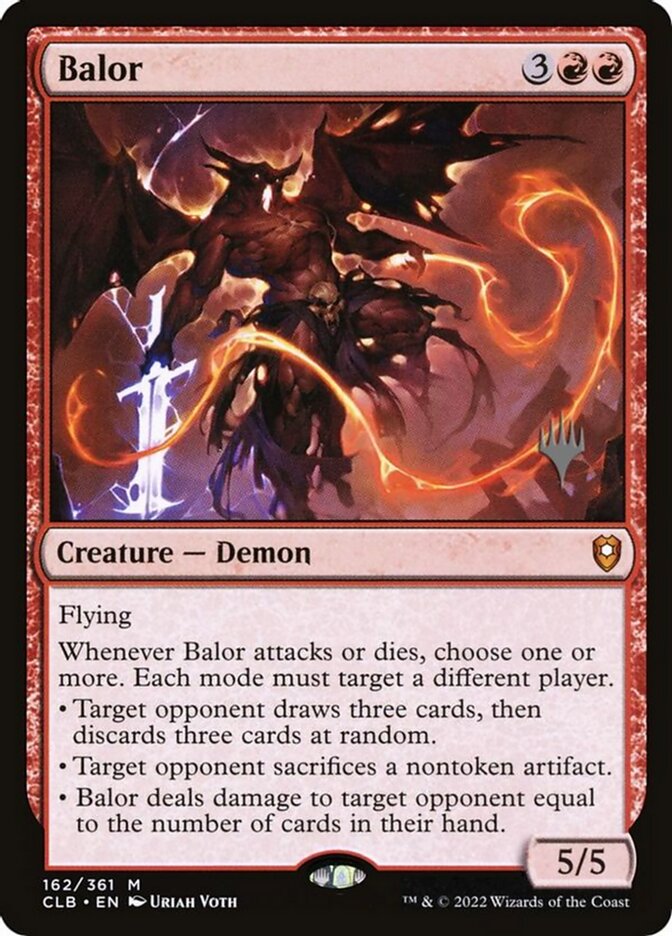 Balor 3
Creature — Demon
Flying
Whenever Balor attacks or dies, choose one or
more. Each mode must target a different player.
• Target opponent draws three cards, then
discards three cards at random.
• Target opponent sacrifices a nontoken artifact.
• Balor deals damage to target opponent equal
to the number of cards in their hand.
5/5
162/361 M
CLB • EN Uriah Voth
™ & © 2022 Wizards of the Coast